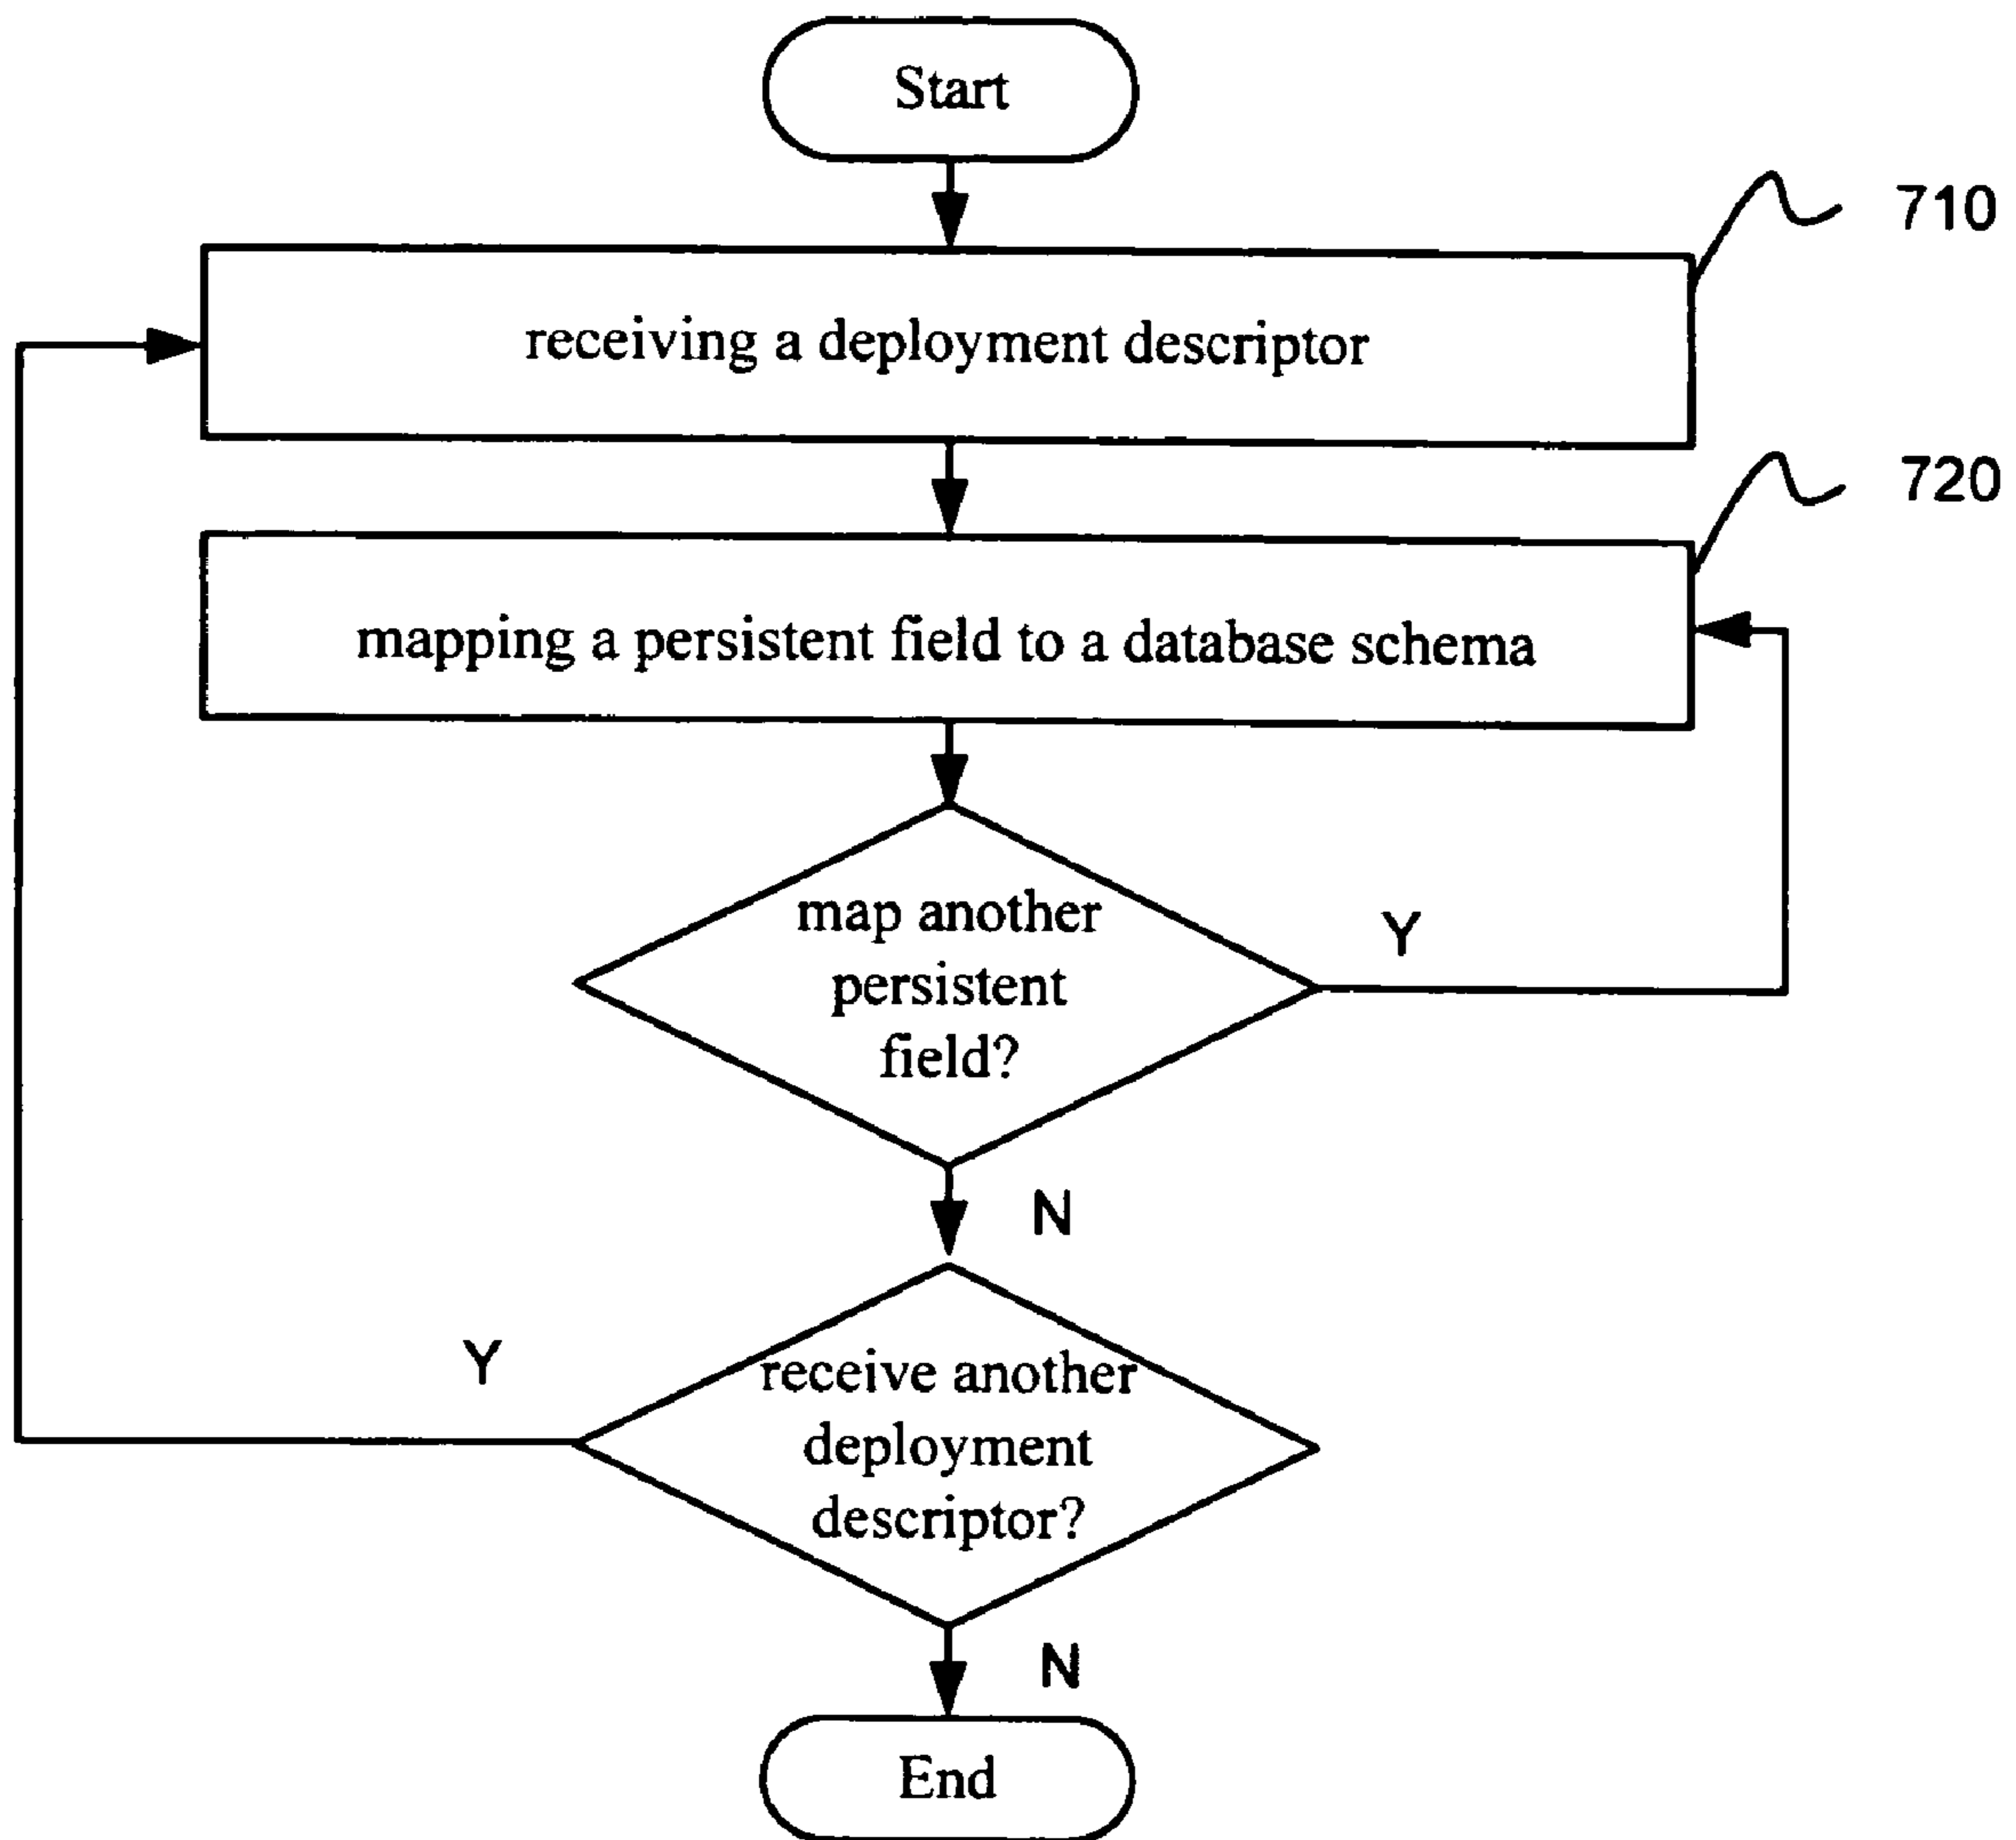 Start
710
receiving a deployment descriptor
720
mapping a persistent field to a database schema
map another
persistent
field?
Y
N
Y
receive another
deployment
descriptor?
N
End